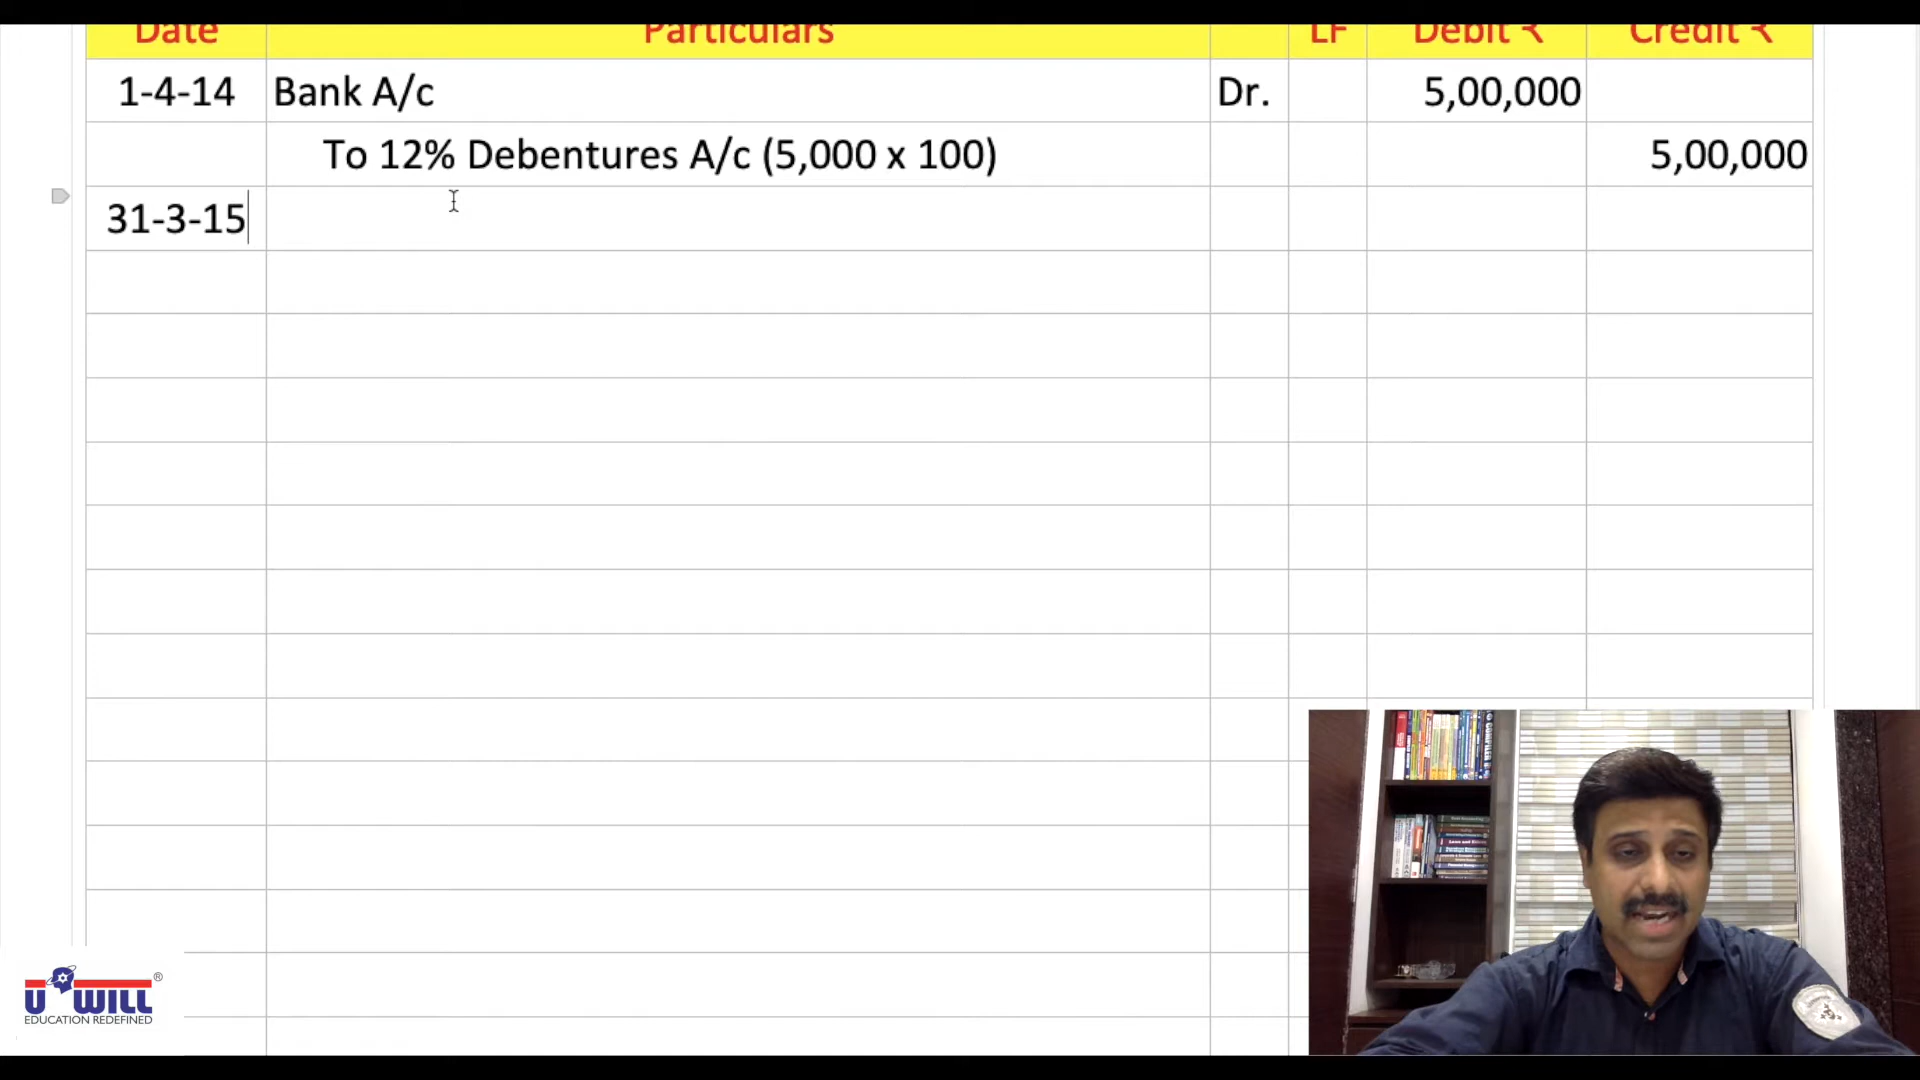 Date Particulars LF Debit ₹ Credit ₹
1-4-14 Bank A/c Dr. 5,00,000
To 12% Debentures A/c (5,000 x 100) 5,00,000
31-3-15
U WILL ®
EDUCATION REDEFINED